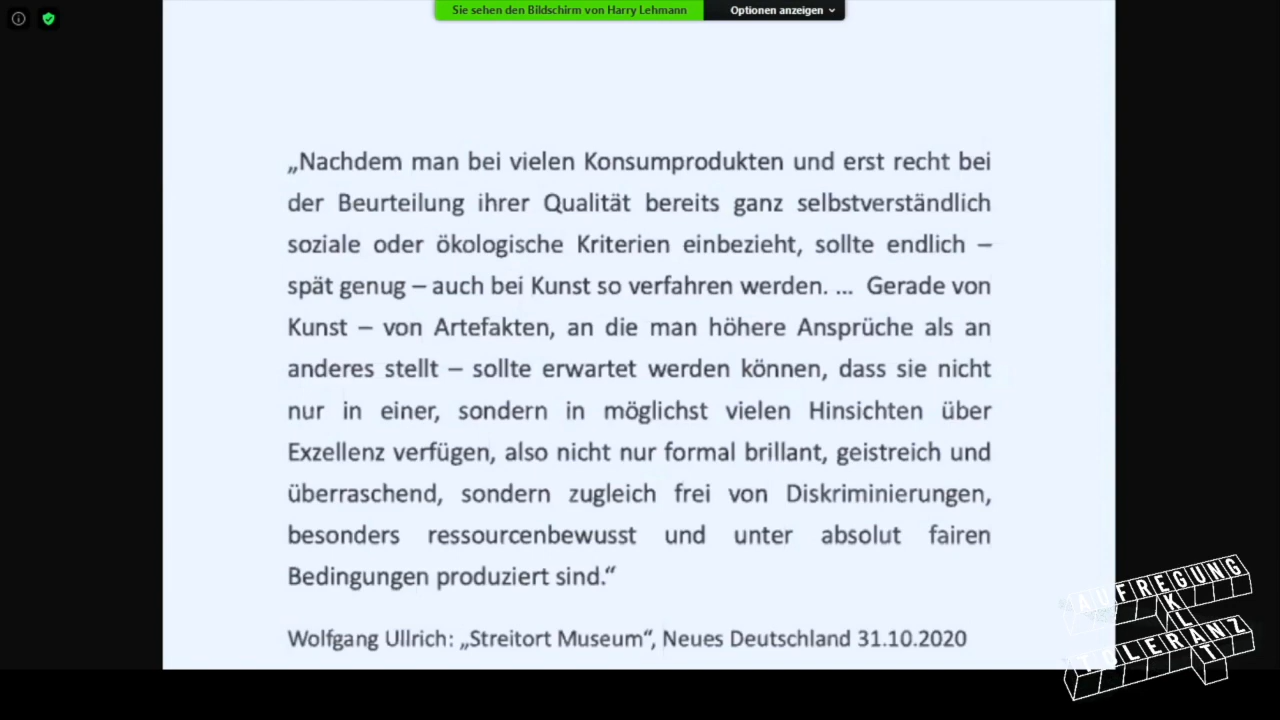 Sie sehen den Bildschirm von Harry Lehmann
Optionen anzeigen
„Nachdem man bei vielen Konsumprodukten und erst recht bei
der Beurteilung ihrer Qualität bereits ganz selbstverständlich
soziale oder ökologische Kriterien einbezieht, sollte endlich –
spät genug – auch bei Kunst so verfahren werden. ... Gerade von
Kunst – von Artefakten, an die man höhere Ansprüche als an
anderes stellt – sollte erwartet werden können, dass sie nicht
nur in einer, sondern in möglichst vielen Hinsichten über
Exzellenz verfügen, also nicht nur formal brillant, geistreich und
überraschend, sondern zugleich frei von Diskriminierungen,
besonders ressourcenbewusst und unter absolut fairen
Bedingungen produziert sind.“
Wolfgang Ullrich: „Streitort Museum“, Neues Deutschland 31.10.2020
AUFREGUNG
EKLAT
TOLERANZ